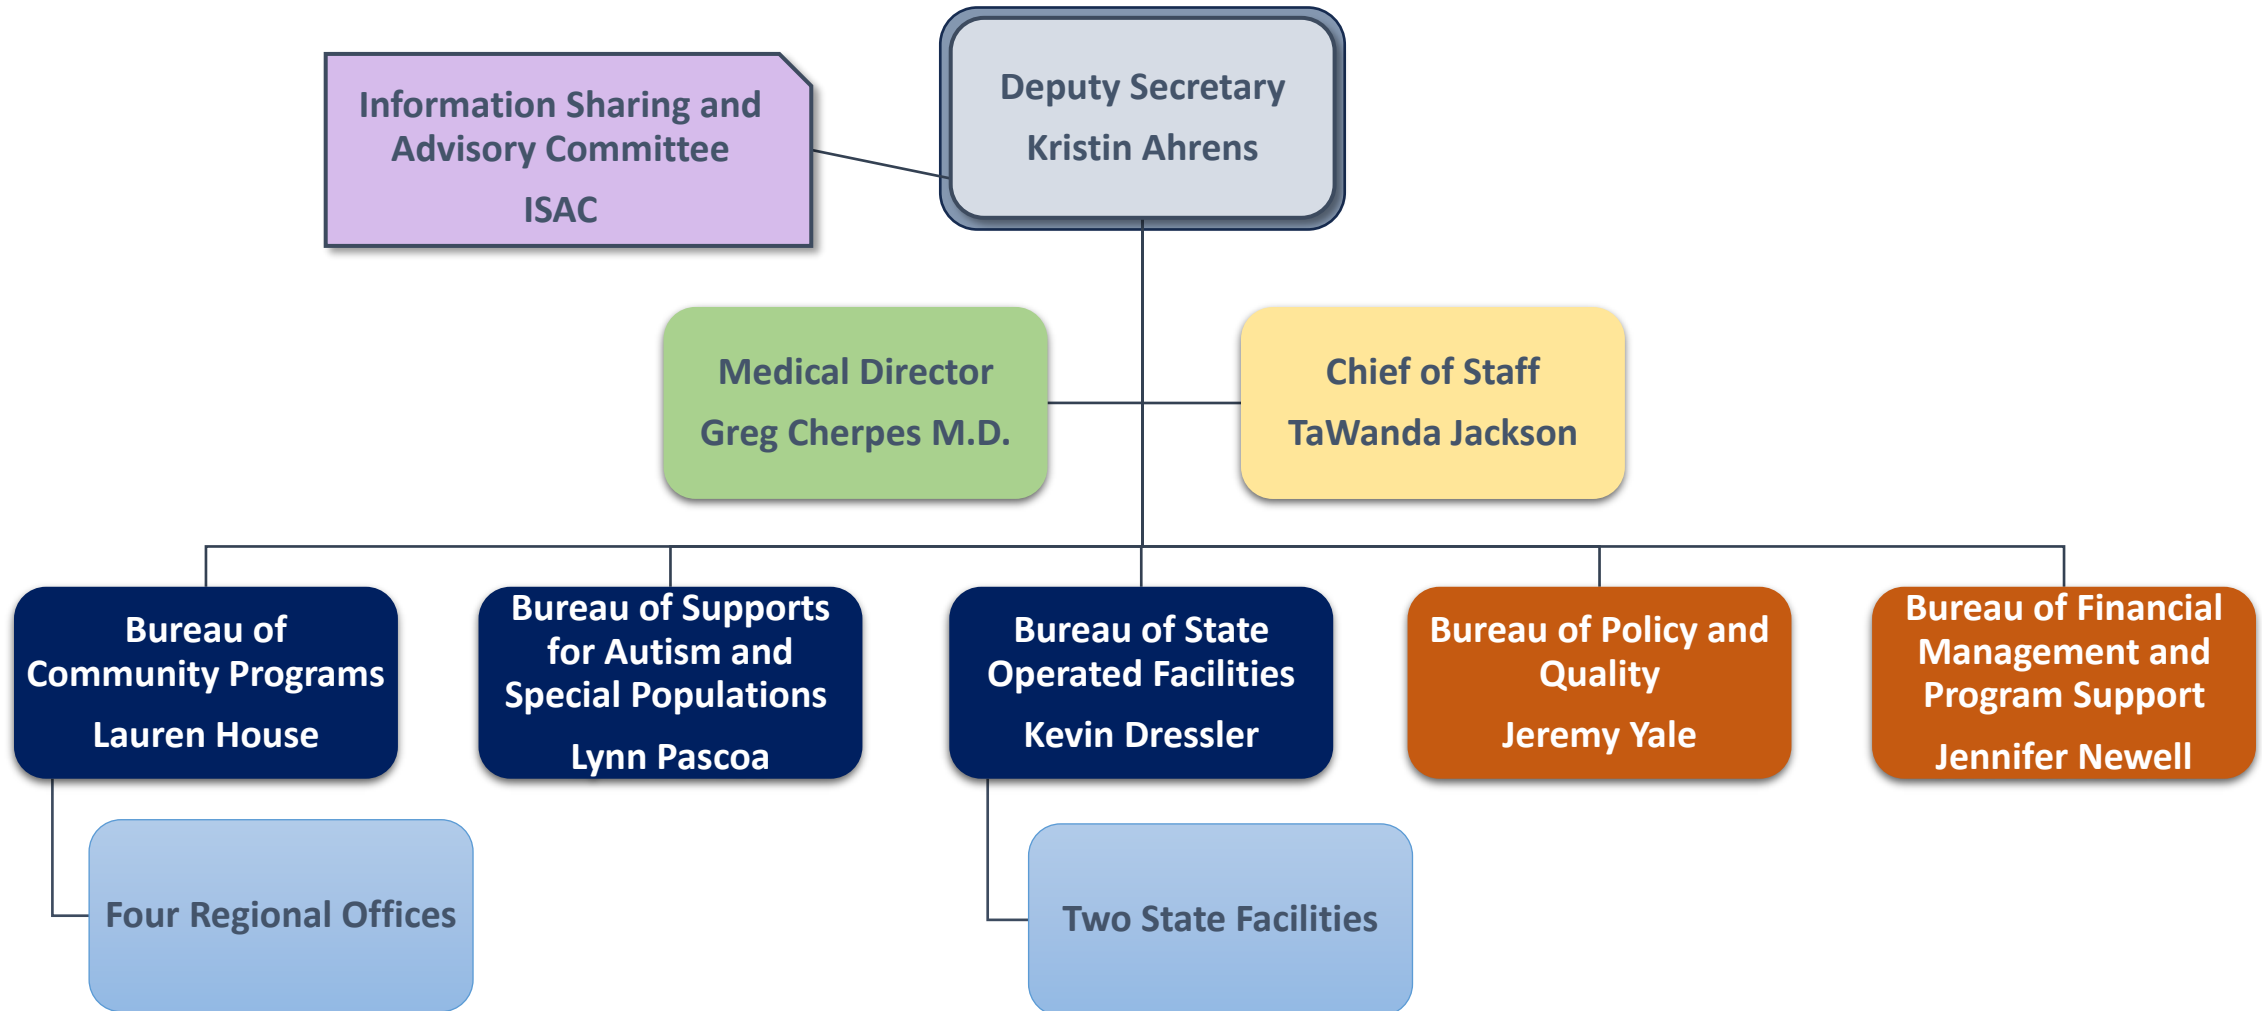 Deputy Secretary
Kristin Ahrens
Information Sharing and
Advisory Committee
ISAC
Medical Director
Greg Cherpes M.D.
Chief of Staff
TaWanda Jackson
Bureau of
Community Programs
Lauren House
Bureau of Supports
for Autism and
Special Populations
Lynn Pascoa
Bureau of State
Operated Facilities
Kevin Dressler
Bureau of Policy and
Quality
Jeremy Yale
Bureau of Financial
Management and
Program Support
Jennifer Newell
Four Regional Offices
Two State Facilities